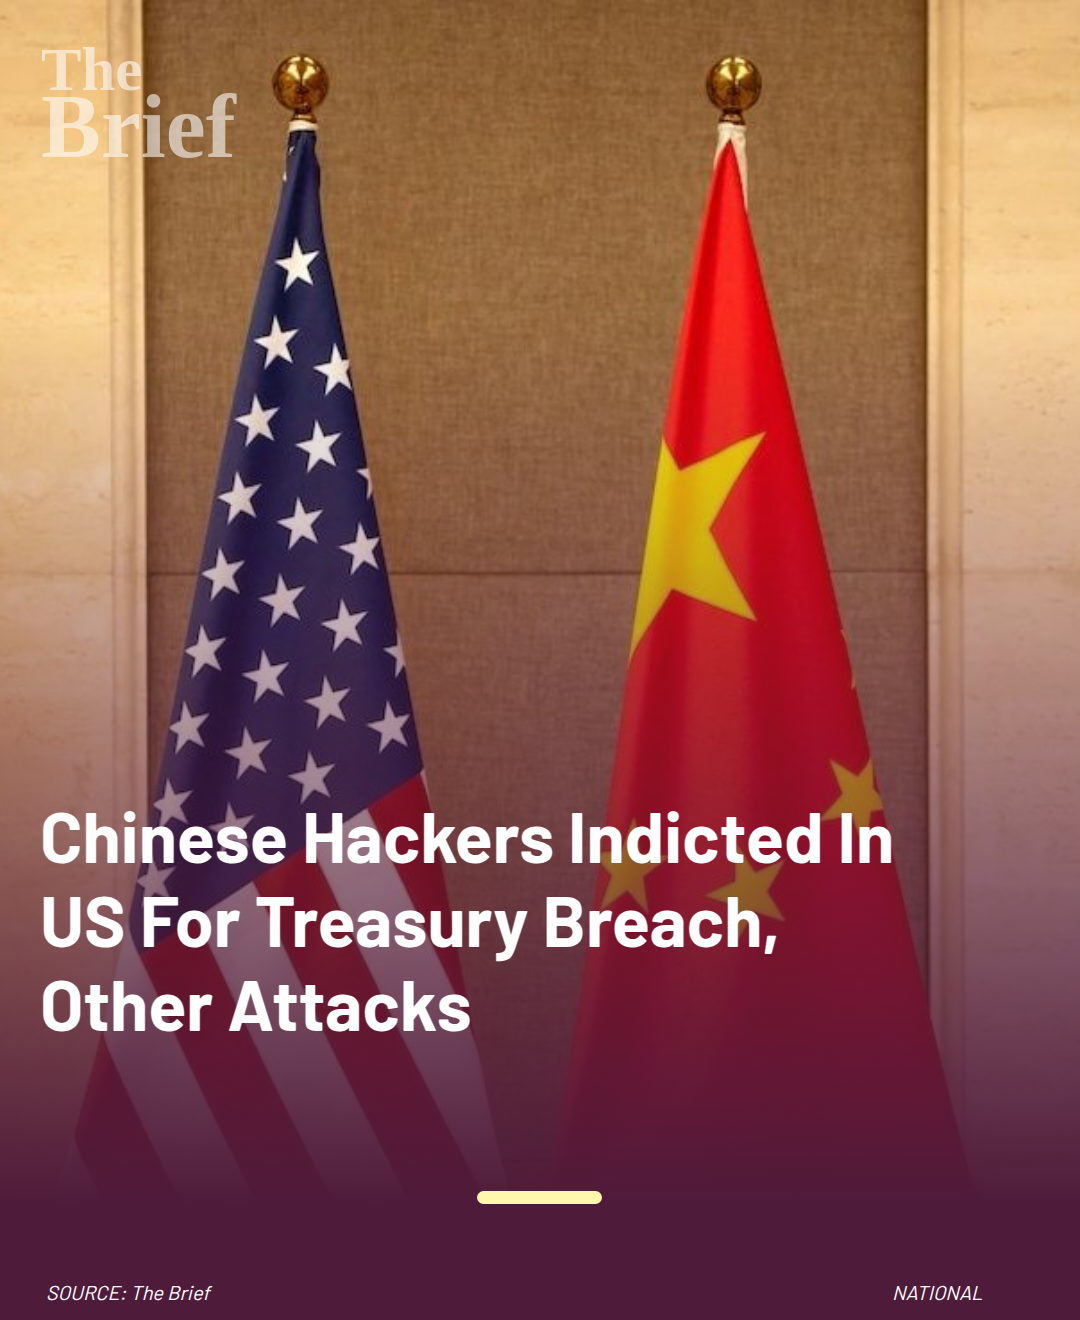 The
Brief
Chinese Hackers Indicted In
US For Treasury Breach,
Other Attacks
SOURCE: The Brief
NATIONAL